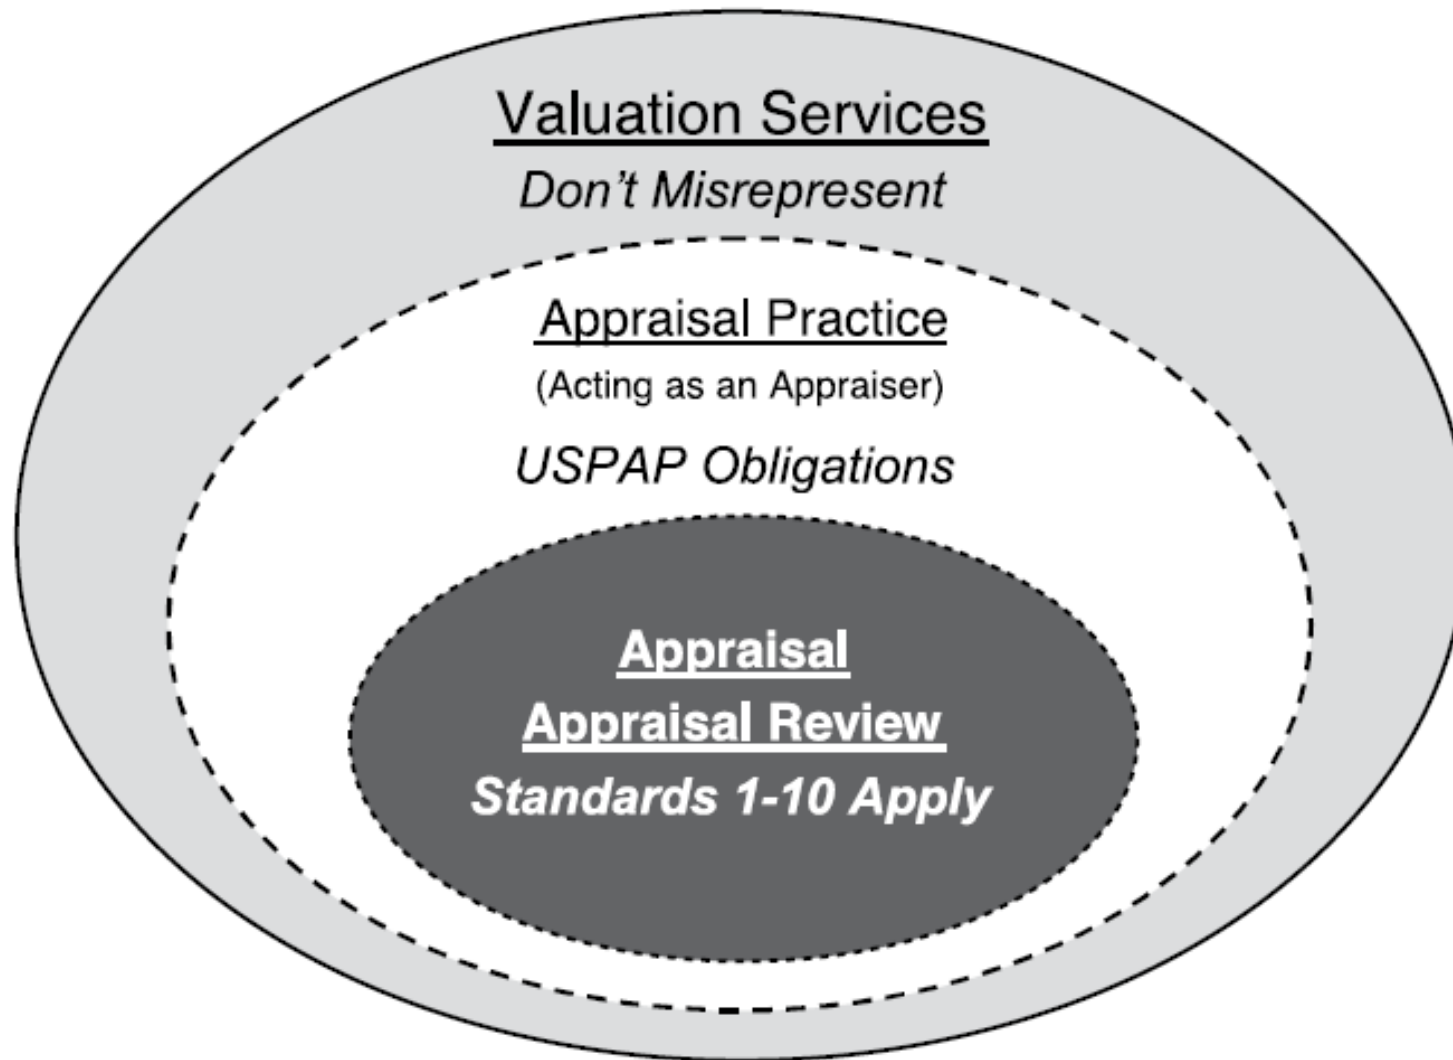 Valuation Services
Don’t Misrepresent
Appraisal Practice
(Acting as an Appraiser)
USPAP Obligations
Appraisal
Appraisal Review
Standards 1-10 Apply